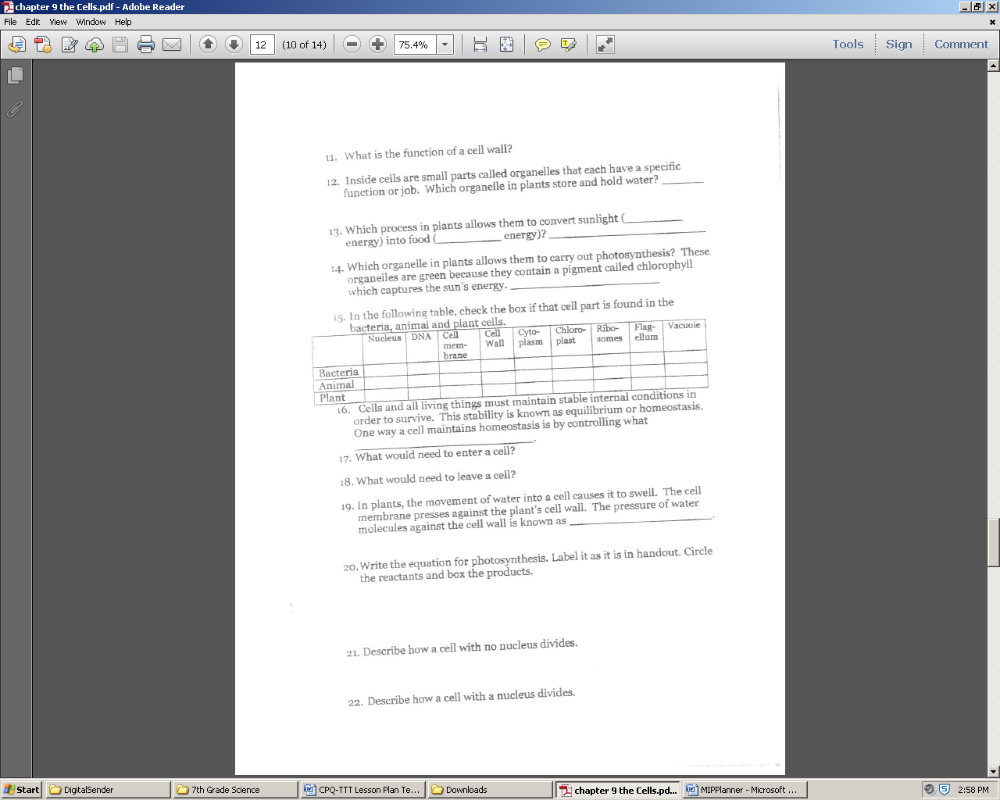 chapter 9 the Cells.pdf - Adobe Reader
File Edit View Window Help
12 (10 of 14) 75.4% Tools Sign Comment
11. What is the function of a cell wall?
12. Inside cells are small parts called organelles that each have a specific
function or job. Which organelle in plants store and hold water? ______
13. Which process in plants allows them to convert sunlight (_________
energy) into food (__________ energy)? ________________________
14. Which organelle in plants allows them to carry out photosynthesis? These
organelles are green because they contain a pigment called chlorophyll
which captures the sun's energy. ________________________
15. In the following table, check the box if that cell part is found in the
bacteria, animal and plant cells.
Nucleus DNA Cell mem-brane Cell Wall Cyto-plasm Chloro-plast Ribo-somes Flag-ellum Vacuole
Bacteria
Animal
Plant
16. Cells and all living things must maintain stable internal conditions in
order to survive. This stability is known as equilibrium or homeostasis.
One way a cell maintains homeostasis is by controlling what
____________________________.
17. What would need to enter a cell?
18. What would need to leave a cell?
19. In plants, the movement of water into a cell causes it to swell. The cell
membrane presses against the plant's cell wall. The pressure of water
molecules against the cell wall is known as ______________________.
20. Write the equation for photosynthesis. Label it as it is in handout. Circle
the reactants and box the products.
21. Describe how a cell with no nucleus divides.
22. Describe how a cell with a nucleus divides.
Start DigitalSender 7th Grade Science CPQ-TTT Lesson Plan Te... Downloads chapter 9 the Cells.pd... MIPPlanner - Microsoft ... 2:58 PM